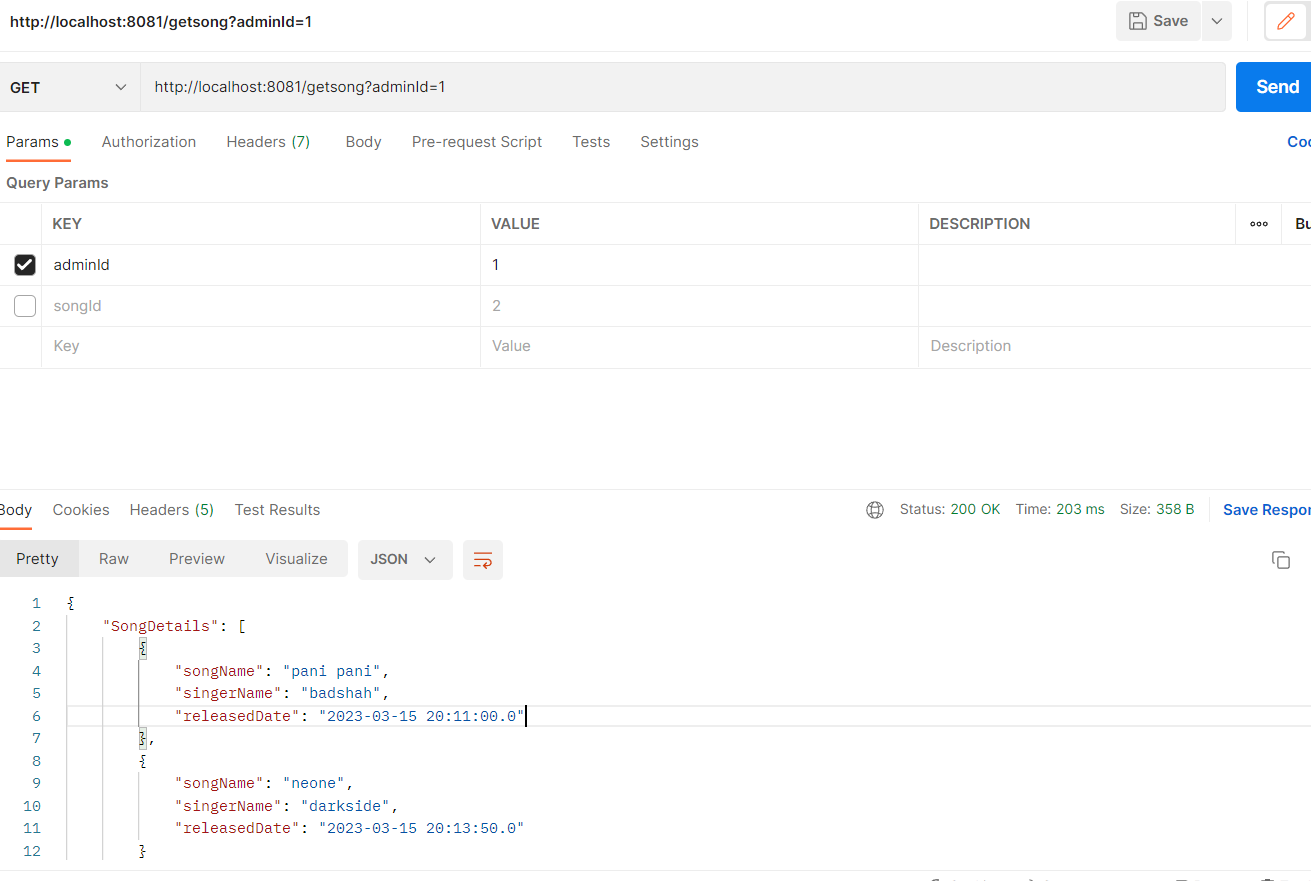 http://localhost:8081/getsong?adminId=1
Save
GET
http://localhost:8081/getsong?adminId=1
Send
Params Authorization Headers (7) Body Pre-request Script Tests Settings
Query Params
KEY VALUE DESCRIPTION
adminId 1
songId 2
Key Value Description
Body Cookies Headers (5) Test Results Status: 200 OK Time: 203 ms Size: 358 B Save
Pretty Raw Preview Visualize JSON
1 {
2 "SongDetails": [
3 {
4 "songName": "pani pani",
5 "singerName": "badshah",
6 "releasedDate": "2023-03-15 20:11:00.0"
7 },
8 {
9 "songName": "neone",
10 "singerName": "darkside",
11 "releasedDate": "2023-03-15 20:13:50.0"
12 }